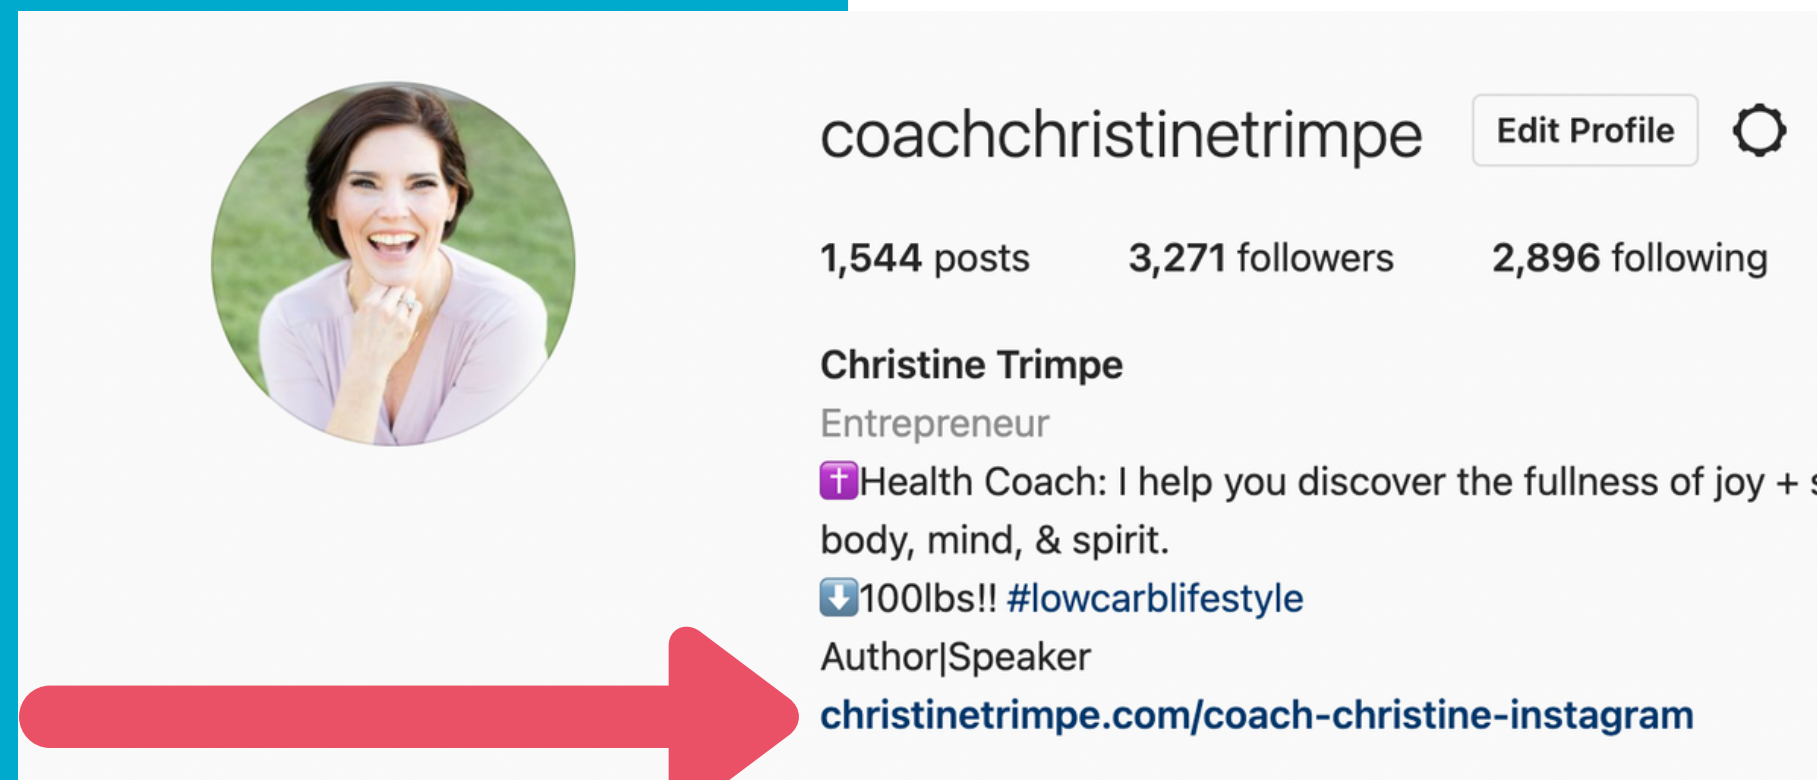 coachchristinetrimpe Edit Profile
1,544 posts 3,271 followers 2,896 following
Christine Trimpe
Entrepreneur
✝️Health Coach: I help you discover the fullness of joy +
body, mind, & spirit.
⬇️100lbs!! #lowcarblifestyle
Author|Speaker
christinetrimpe.com/coach-christine-instagram